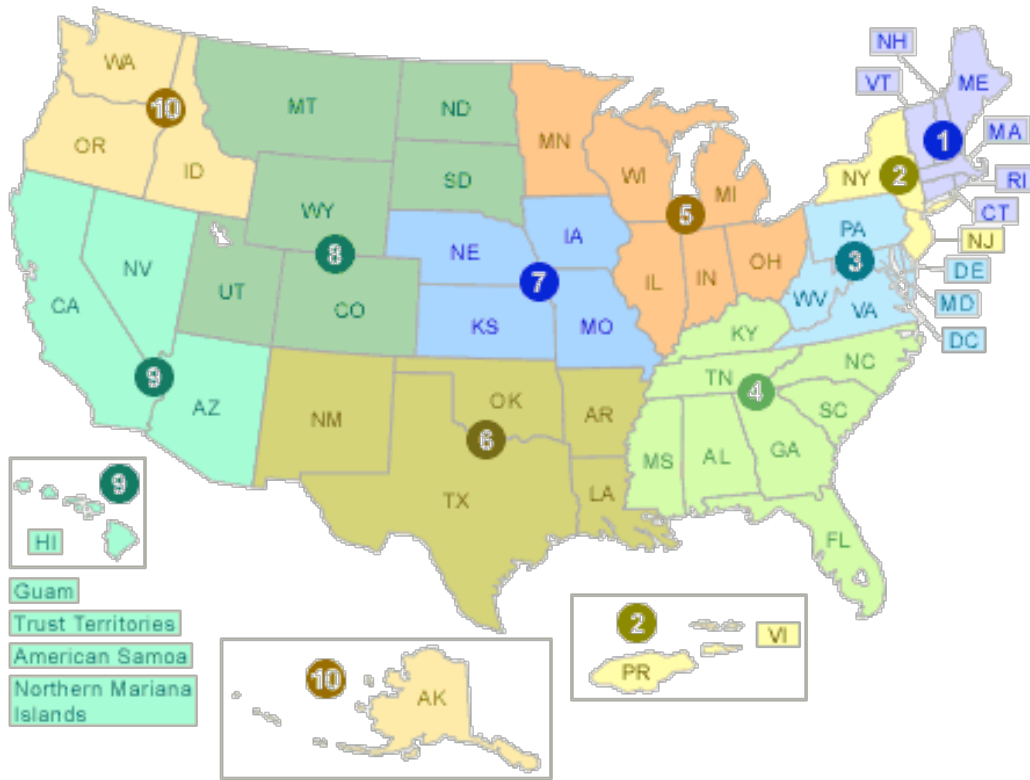 NH
WA
VT
ME
10
MT
ND
MN
MA
1
OR
ID
WI
MI
NY
2
RI
SD
WY
5
CT
PA
NJ
IA
NE
8
3
DE
NV
7
OH
UT
IL
IN
WV
MD
CA
CO
VA
KS
MO
DC
KY
NC
9
TN
4
AZ
OK
SC
NM
AR
6
GA
MS
AL
TX
LA
9
HI
FL
Guam
Trust Territories
2
VI
American Samoa
PR
10
Northern Mariana
Islands
AK